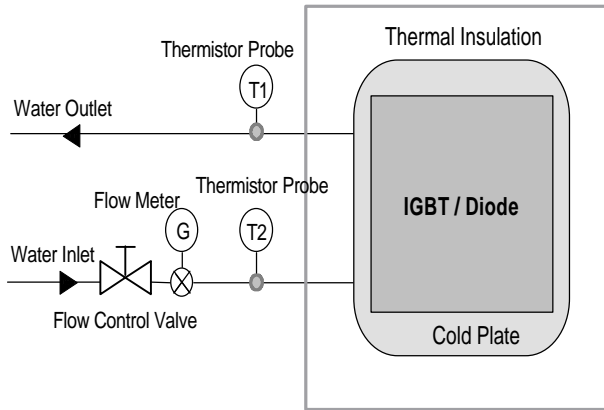 Thermal Insulation
Thermistor Probe
T1
Water Outlet
Thermistor Probe
Flow Meter
IGBT / Diode
G
T2
Water Inlet
Flow Control Valve
Cold Plate